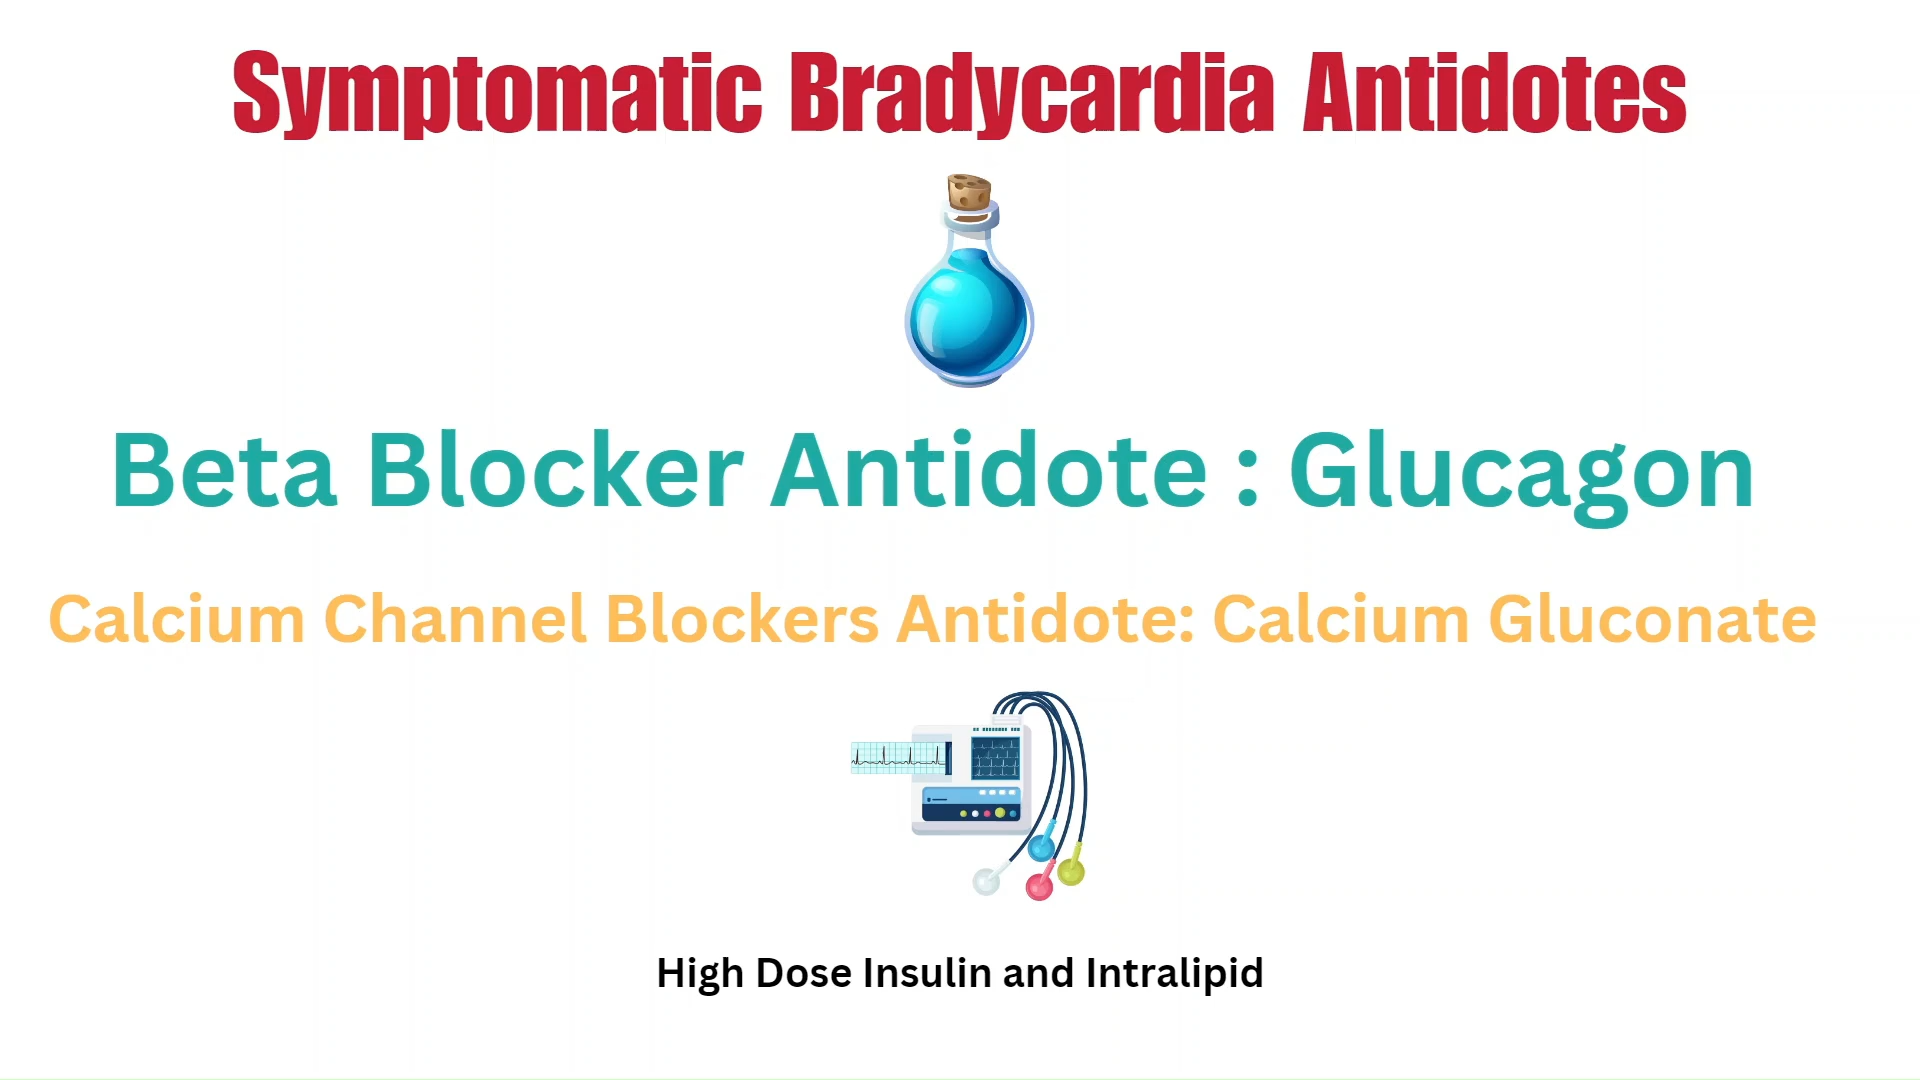 Symptomatic Bradycardia Antidotes
Beta Blocker Antidote : Glucagon
Calcium Channel Blockers Antidote: Calcium Gluconate
High Dose Insulin and Intralipid